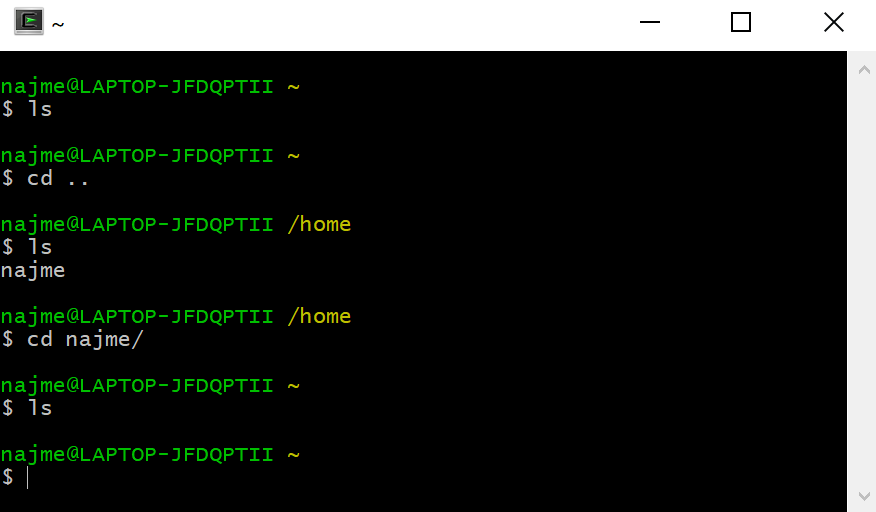 ~
najme@LAPTOP-JFDQPTII ~
$ ls
najme@LAPTOP-JFDQPTII ~
$ cd ..
najme@LAPTOP-JFDQPTII /home
$ ls
najme
najme@LAPTOP-JFDQPTII /home
$ cd najme/
najme@LAPTOP-JFDQPTII ~
$ ls
najme@LAPTOP-JFDQPTII ~
$